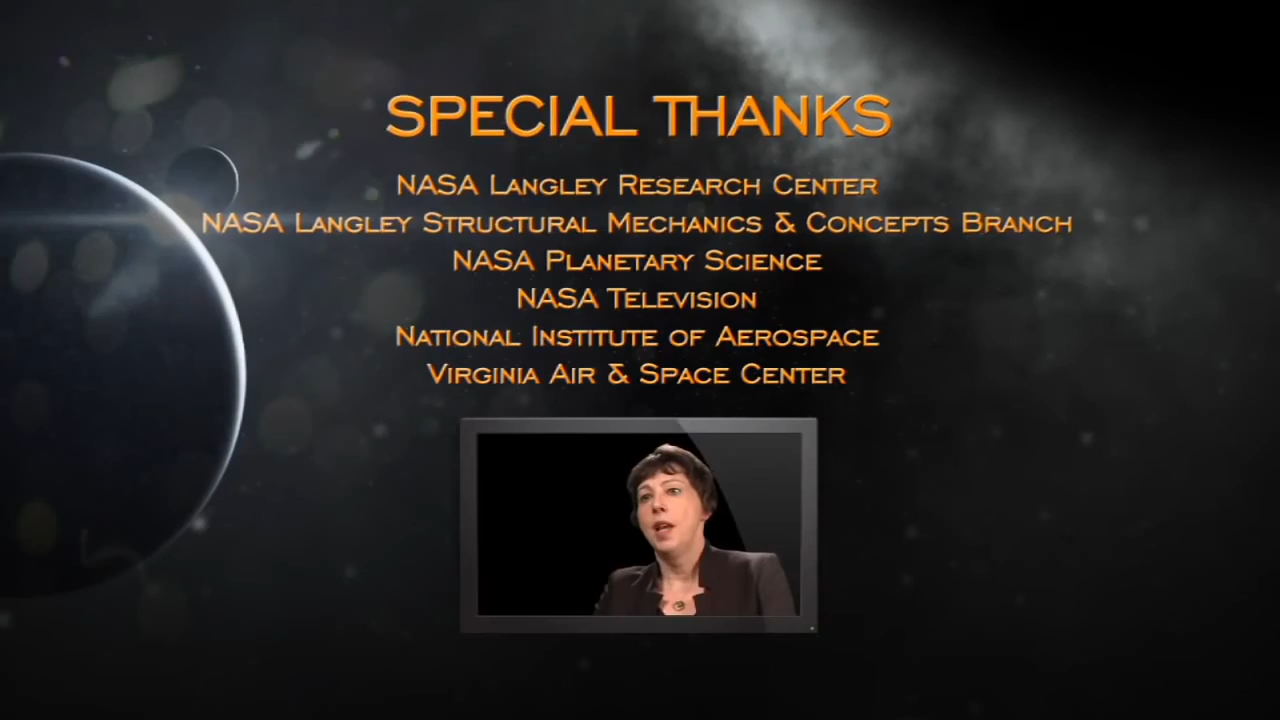 SPECIAL THANKS
NASA LANGLEY RESEARCH CENTER
NASA LANGLEY STRUCTURAL MECHANICS & CONCEPTS BRANCH
NASA PLANETARY SCIENCE
NASA TELEVISION
NATIONAL INSTITUTE OF AEROSPACE
VIRGINIA AIR & SPACE CENTER